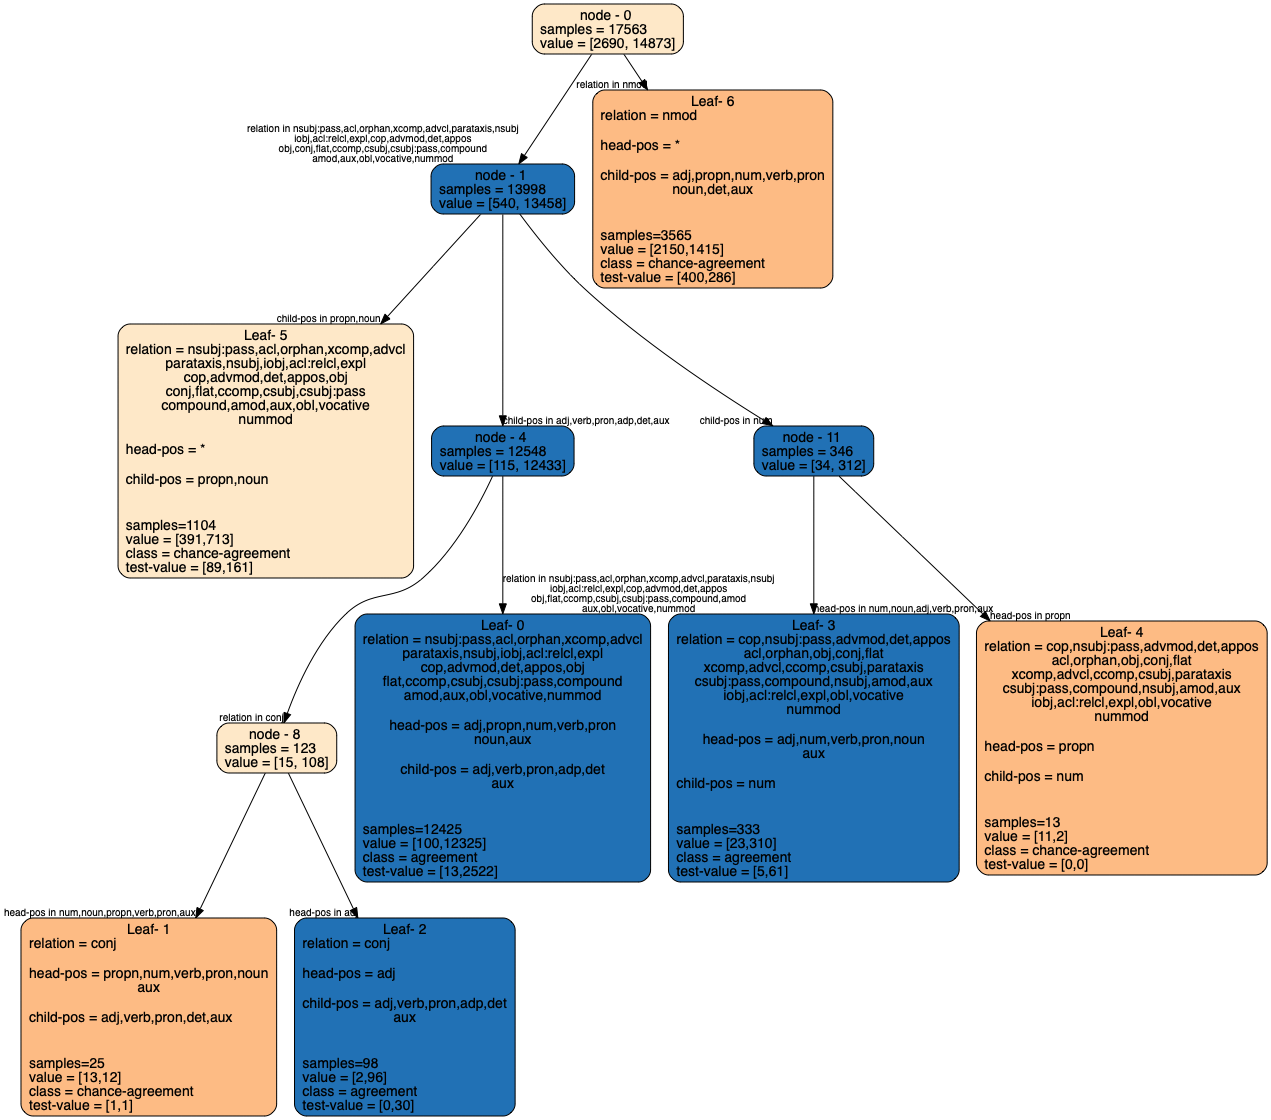 node - 0
samples = 17563
value = [2690, 14873]
relation in nmod
Leaf- 6
relation = nmod
head-pos = *
child-pos = adj,propn,num,verb,pron
noun,det,aux
samples=3565
value = [2150,1415]
class = chance-agreement
test-value = [400,286]
relation in nsubj:pass,acl,orphan,xcomp,advcl,parataxis,nsubj
iobj,acl:relcl,expl,cop,advmod,det,appos
obj,conj,flat,ccomp,csubj,csubj:pass,compound
amod,aux,obl,vocative,nummod
node - 1
samples = 13998
value = [540, 13458]
child-pos in propn,noun
Leaf- 5
relation = nsubj:pass,acl,orphan,xcomp,advcl
parataxis,nsubj,iobj,acl:relcl,expl
cop,advmod,det,appos,obj
conj,flat,ccomp,csubj,csubj:pass
compound,amod,aux,obl,vocative
nummod
head-pos = *
child-pos = propn,noun
samples=1104
value = [391,713]
class = chance-agreement
test-value = [89,161]
child-pos in adj,verb,pron,adp,det,aux
node - 4
samples = 12548
value = [115, 12433]
child-pos in num
node - 11
samples = 346
value = [34, 312]
relation in nsubj:pass,acl,orphan,xcomp,advcl,parataxis,nsubj
iobj,acl:relcl,expl,cop,advmod,det,appos
obj,flat,ccomp,csubj,csubj:pass,compound,amod
aux,obl,vocative,nummod
Leaf- 0
relation = nsubj:pass,acl,orphan,xcomp,advcl
parataxis,nsubj,iobj,acl:relcl,expl
cop,advmod,det,appos,obj
flat,ccomp,csubj,csubj:pass,compound
amod,aux,obl,vocative,nummod
head-pos = adj,propn,num,verb,pron
noun,aux
child-pos = adj,verb,pron,adp,det
aux
samples=12425
value = [100,12325]
class = agreement
test-value = [13,2522]
head-pos in num,noun,adj,verb,pron,aux
Leaf- 3
relation = cop,nsubj:pass,advmod,det,appos
acl,orphan,obj,conj,flat
xcomp,advcl,ccomp,csubj,parataxis
csubj:pass,compound,nsubj,amod,aux
iobj,acl:relcl,expl,obl,vocative
nummod
head-pos = adj,num,verb,pron,noun
aux
child-pos = num
samples=333
value = [23,310]
class = agreement
test-value = [5,61]
head-pos in propn
Leaf- 4
relation = cop,nsubj:pass,advmod,det,appos
acl,orphan,obj,conj,flat
xcomp,advcl,ccomp,csubj,parataxis
csubj:pass,compound,nsubj,amod,aux
iobj,acl:relcl,expl,obl,vocative
nummod
head-pos = propn
child-pos = num
samples=13
value = [11,2]
class = chance-agreement
test-value = [0,0]
relation in conj
node - 8
samples = 123
value = [15, 108]
head-pos in num,noun,propn,verb,pron,aux
Leaf- 1
relation = conj
head-pos = propn,num,verb,pron,noun
aux
child-pos = adj,verb,pron,det,aux
samples=25
value = [13,12]
class = chance-agreement
test-value = [1,1]
head-pos in adj
Leaf- 2
relation = conj
head-pos = adj
child-pos = adj,verb,pron,adp,det
aux
samples=98
value = [2,96]
class = agreement
test-value = [0,30]